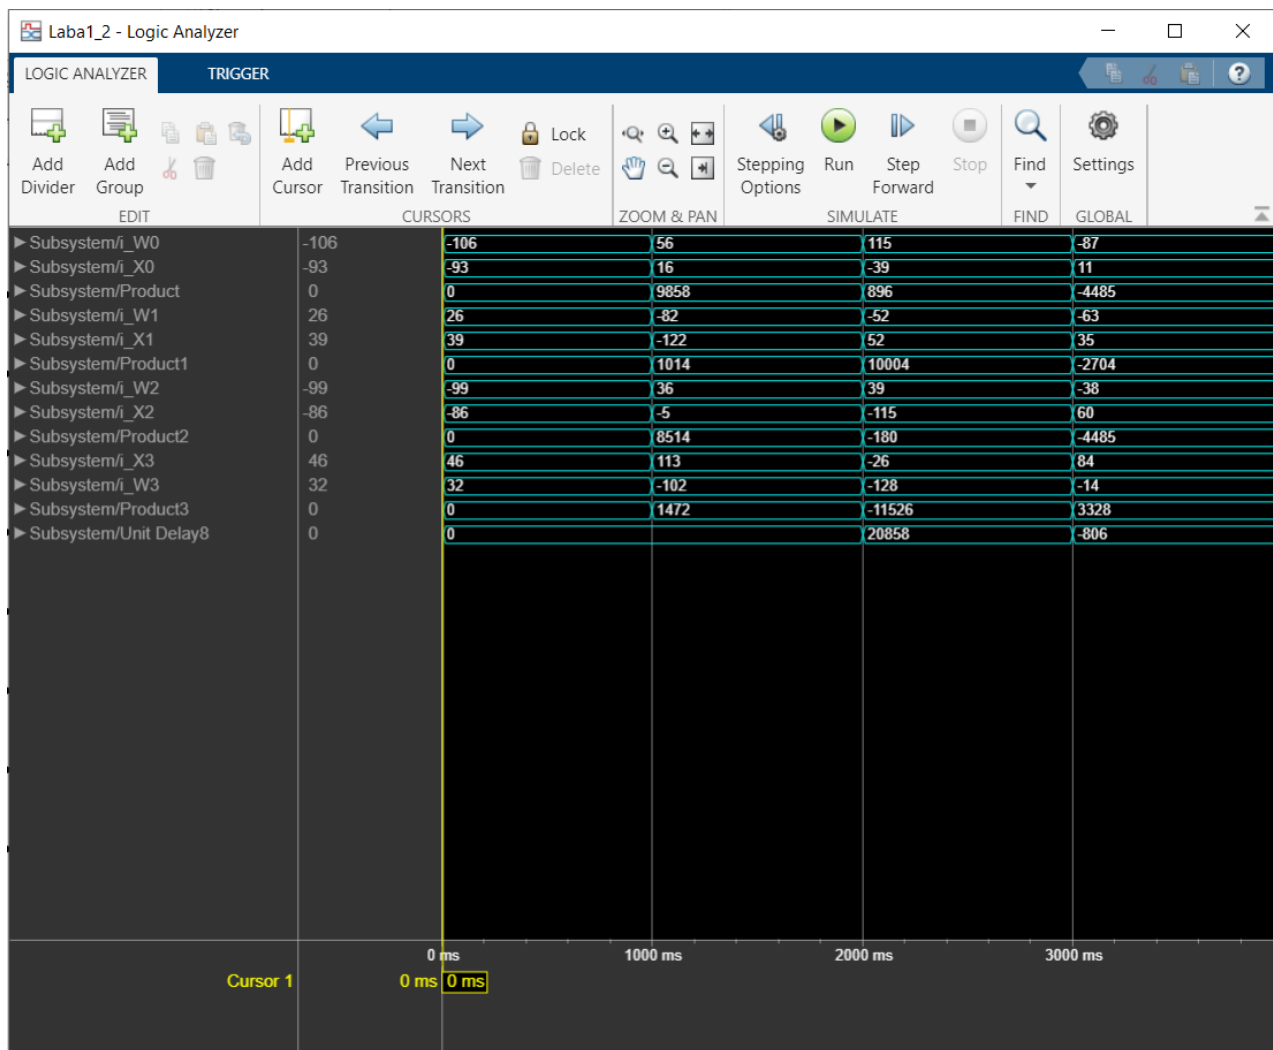 Laba1_2 - Logic Analyzer
LOGIC ANALYZER TRIGGER
Lock
Delete
Add Divider
Add Group
Add Cursor
Previous Transition
Next Transition
Stepping Options
Run
Step Forward
Stop
Find
Settings
EDIT CURSORS ZOOM & PAN SIMULATE FIND GLOBAL
Subsystem/i_W0 -106 -106 56 115 -87
Subsystem/i_X0 -93 -93 16 -39 11
Subsystem/Product 0 0 9858 896 -4485
Subsystem/i_W1 26 26 -82 -52 -63
Subsystem/i_X1 39 39 -122 52 35
Subsystem/Product1 0 0 1014 10004 -2704
Subsystem/i_W2 -99 -99 36 39 -38
Subsystem/i_X2 -86 -86 -5 -115 60
Subsystem/Product2 0 0 8514 -180 -4485
Subsystem/i_X3 46 46 113 -26 84
Subsystem/i_W3 32 32 -102 -128 -14
Subsystem/Product3 0 0 1472 -11526 3328
Subsystem/Unit Delay8 0 0 20858 -806
0 ms 1000 ms 2000 ms 3000 ms
Cursor 1 0 ms 0 ms